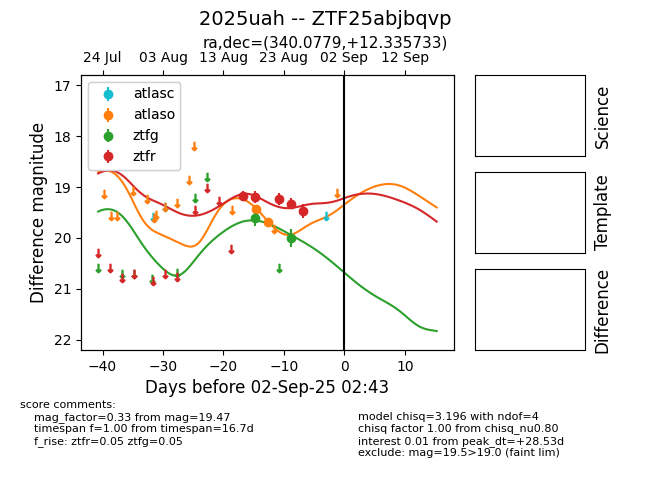 2025uah -- ZTF25abjbqvp
ra,dec=(340.0779,+12.335733)
24 Jul 03 Aug 13 Aug 23 Aug 02 Sep 12 Sep
17
18
19
20
21
22
Difference magnitude
atlasc
atlaso
ztfg
ztfr
−40 −30 −20 −10 0 10
Days before 02-Sep-25 02:43
Science
Template
Difference
score comments:
mag_factor=0.33 from mag=19.47
timespan f=1.00 from timespan=16.7d
f_rise: ztfr=0.05 ztfg=0.05
model chisq=3.196 with ndof=4
chisq factor 1.00 from chisq_nu0.80
interest 0.01 from peak_dt=+28.53d
exclude: mag=19.5>19.0 (faint lim)